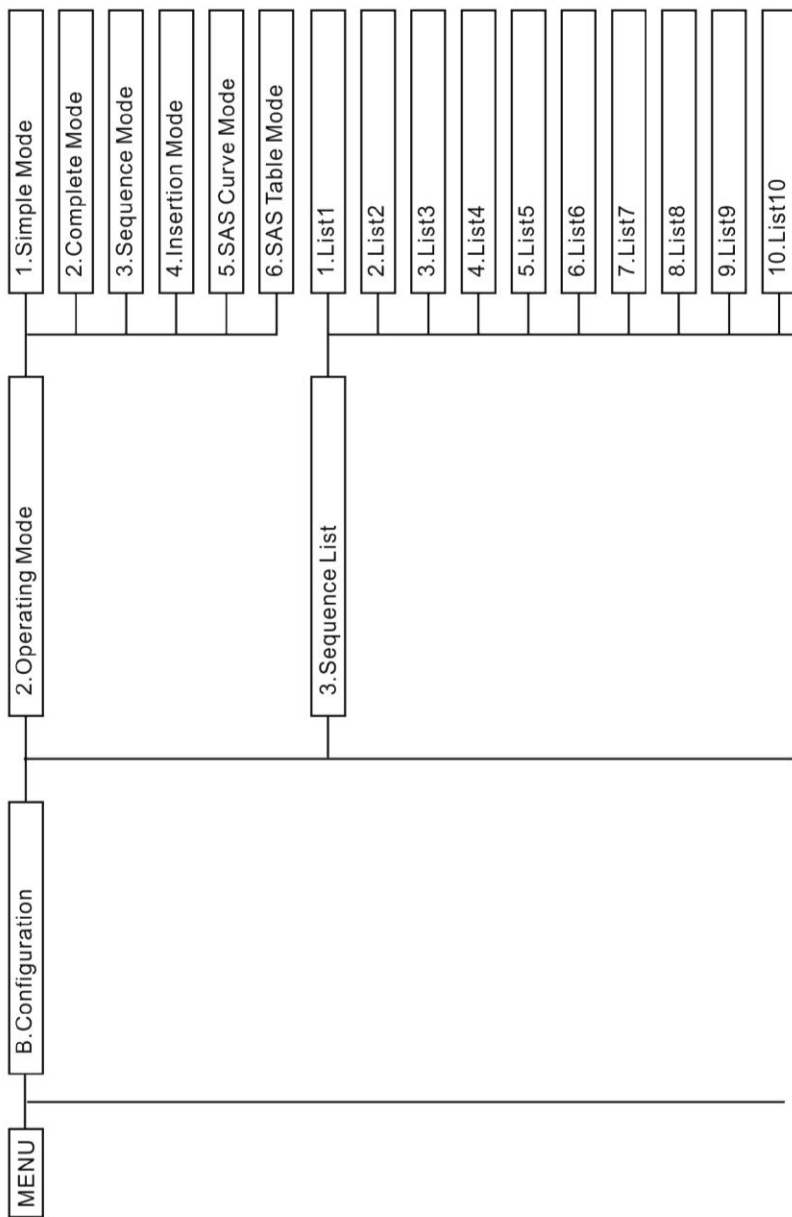 MENU
B.Configuration
2.Operating Mode
1.Simple Mode
2.Complete Mode
3.Sequence Mode
4.Insertion Mode
5.SAS Curve Mode
6.SAS Table Mode
3.Sequence List
1.List1
2.List2
3.List3
4.List4
5.List5
6.List6
7.List7
8.List8
9.List9
10.List10